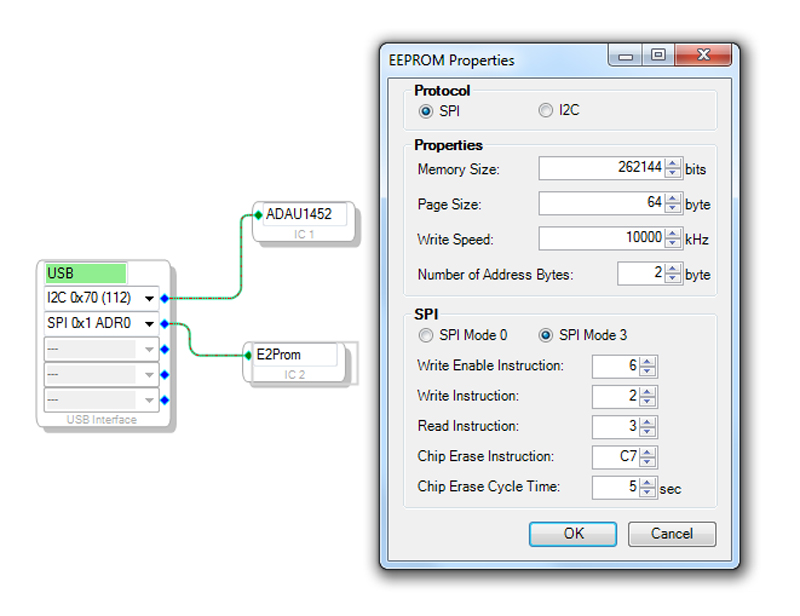 ADAU1452
IC 1
USB
I2C 0x70 (112)
SPI 0x1 ADR0
---
---
---
USB Interface
E2Prom
IC 2
EEPROM Properties
Protocol
SPI
I2C
Properties
Memory Size: 262144 bits
Page Size: 64 byte
Write Speed: 10000 kHz
Number of Address Bytes: 2 byte
SPI
SPI Mode 0
SPI Mode 3
Write Enable Instruction: 6
Write Instruction: 2
Read Instruction: 3
Chip Erase Instruction: C7
Chip Erase Cycle Time: 5 sec
OK
Cancel